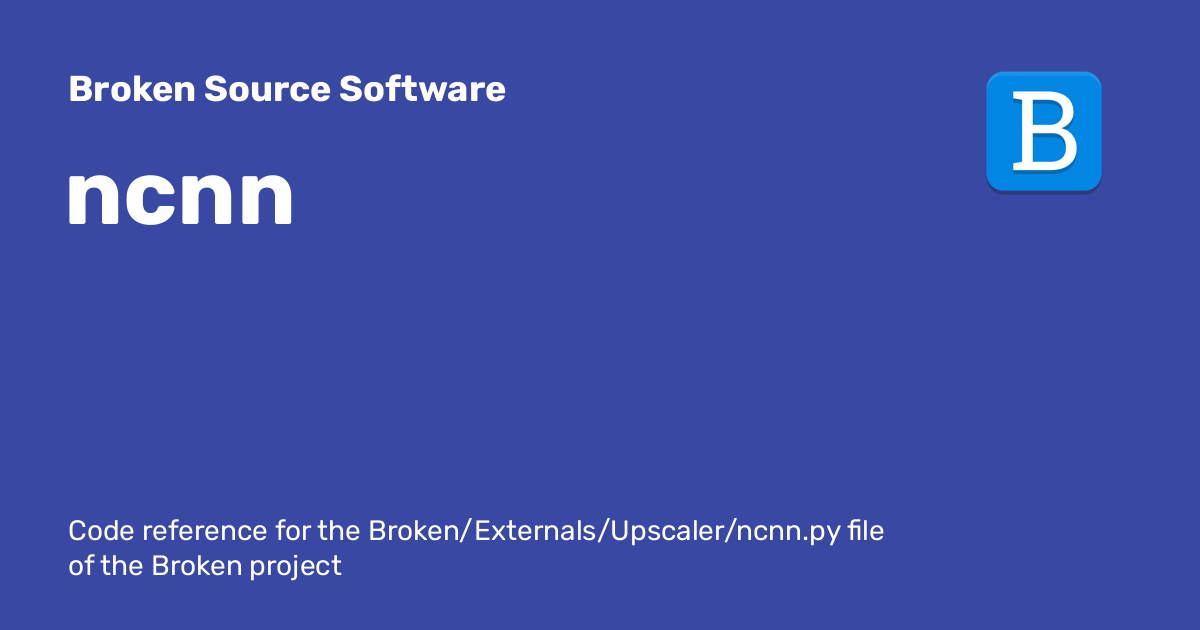 Broken Source Software
B
ncnn
Code reference for the Broken/Externals/Upscaler/ncnn.py file
of the Broken project